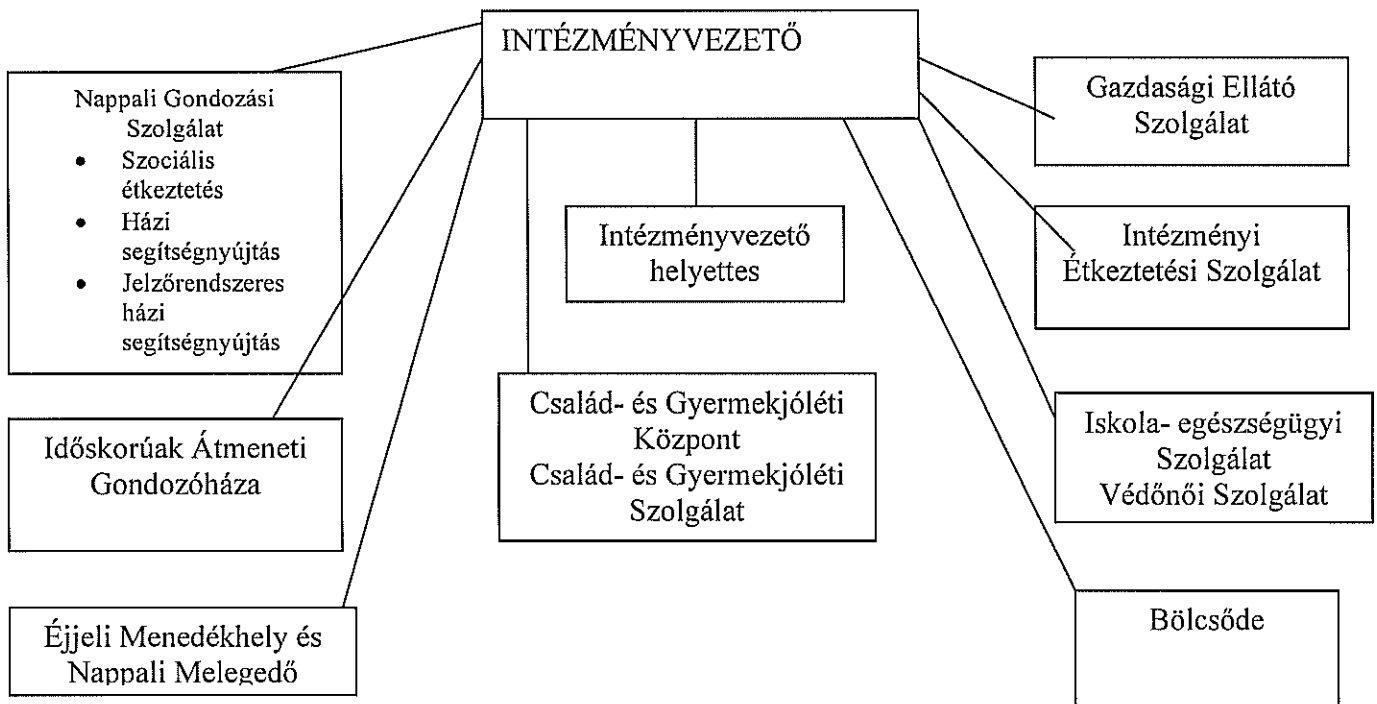 INTÉZMÉNYVEZETŐ
Nappali Gondozási
Szolgálat
• Szociális
étkeztetés
• Házi
segítségnyújtás
• Jelzőrendszeres
házi
segítségnyújtás
Gazdasági Ellátó
Szolgálat
Intézményvezető
helyettes
Intézményi
Étkeztetési Szolgálat
Időskorúak Átmeneti
Gondozóháza
Család- és Gyermekjóléti
Központ
Család- és Gyermekjóléti
Szolgálat
Iskola- egészségügyi
Szolgálat
Védőnői Szolgálat
Éjjeli Menedékhely és
Nappali Melegedő
Bölcsőde